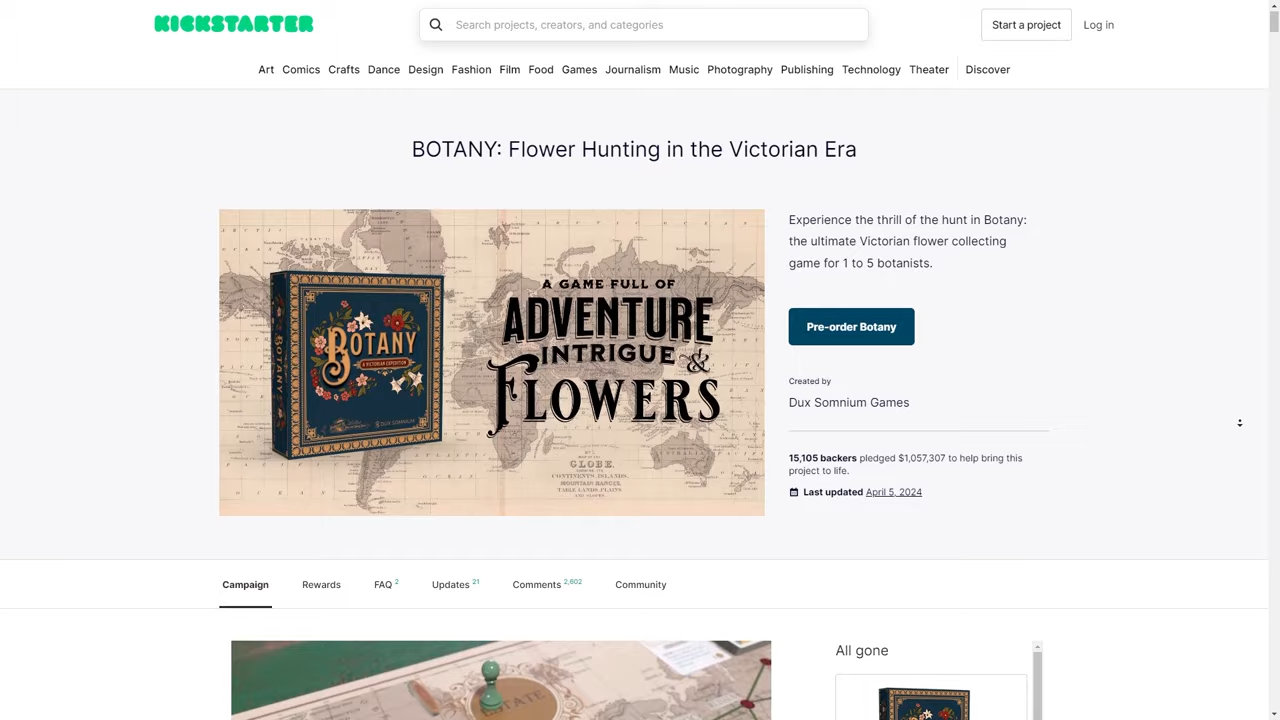 KICKSTARTER
Search projects, creators, and categories
Start a project
Log in
Art Comics Crafts Dance Design Fashion Film Food Games Journalism Music Photography Publishing Technology Theater Discover
BOTANY: Flower Hunting in the Victorian Era
A GAME FULL OF
ADVENTURE
INTRIGUE &
FLOWERS
BOTANY
BOTANY
A VICTORIAN EXPEDITION
DUX SOMNIUM
GLOBE
Experience the thrill of the hunt in Botany:
the ultimate Victorian flower collecting
game for 1 to 5 botanists.
Pre-order Botany
Created by
Dux Somnium Games
15,105 backers pledged $1,057,307 to help bring this
project to life.
Last updated April 5, 2024
Campaign Rewards FAQ 2 Updates 21 Comments 2,602 Community
All gone